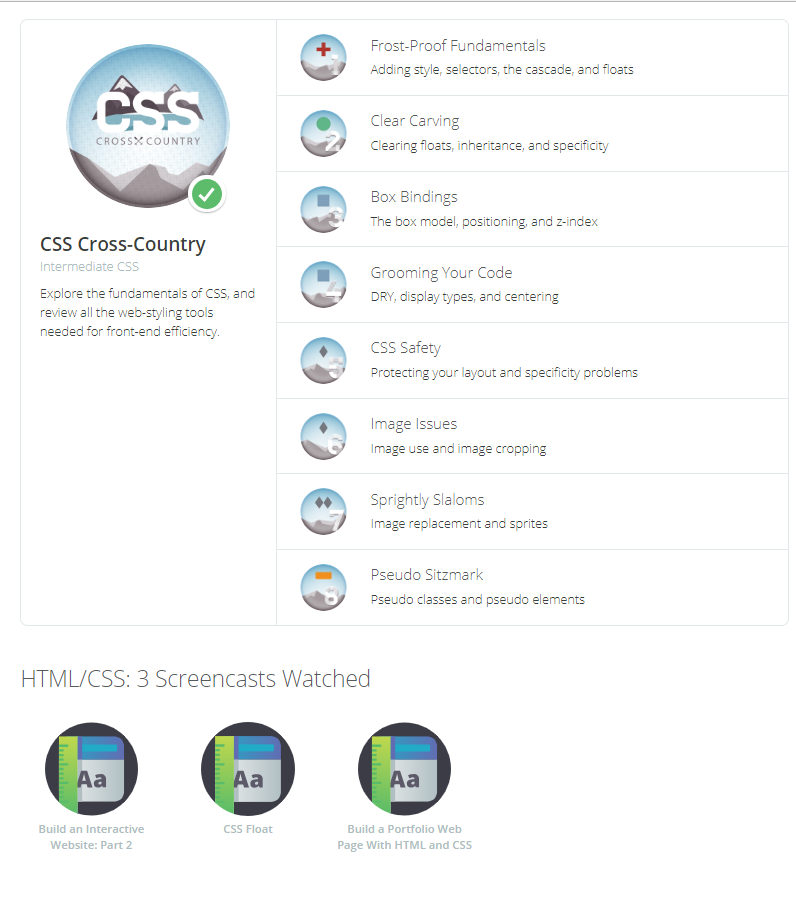 CSS
CROSS COUNTRY
CSS Cross-Country
Intermediate CSS
Explore the fundamentals of CSS, and
review all the web-styling tools
needed for front-end efficiency.
1
Frost-Proof Fundamentals
Adding style, selectors, the cascade, and floats
2
Clear Carving
Clearing floats, inheritance, and specificity
3
Box Bindings
The box model, positioning, and z-index
4
Grooming Your Code
DRY, display types, and centering
5
CSS Safety
Protecting your layout and specificity problems
6
Image Issues
Image use and image cropping
7
Sprightly Slaloms
Image replacement and sprites
8
Pseudo Sitzmark
Pseudo classes and pseudo elements
HTML/CSS: 3 Screencasts Watched
Aa
Aa
Aa
Build an Interactive
Website: Part 2
CSS Float
Build a Portfolio Web
Page With HTML and CSS